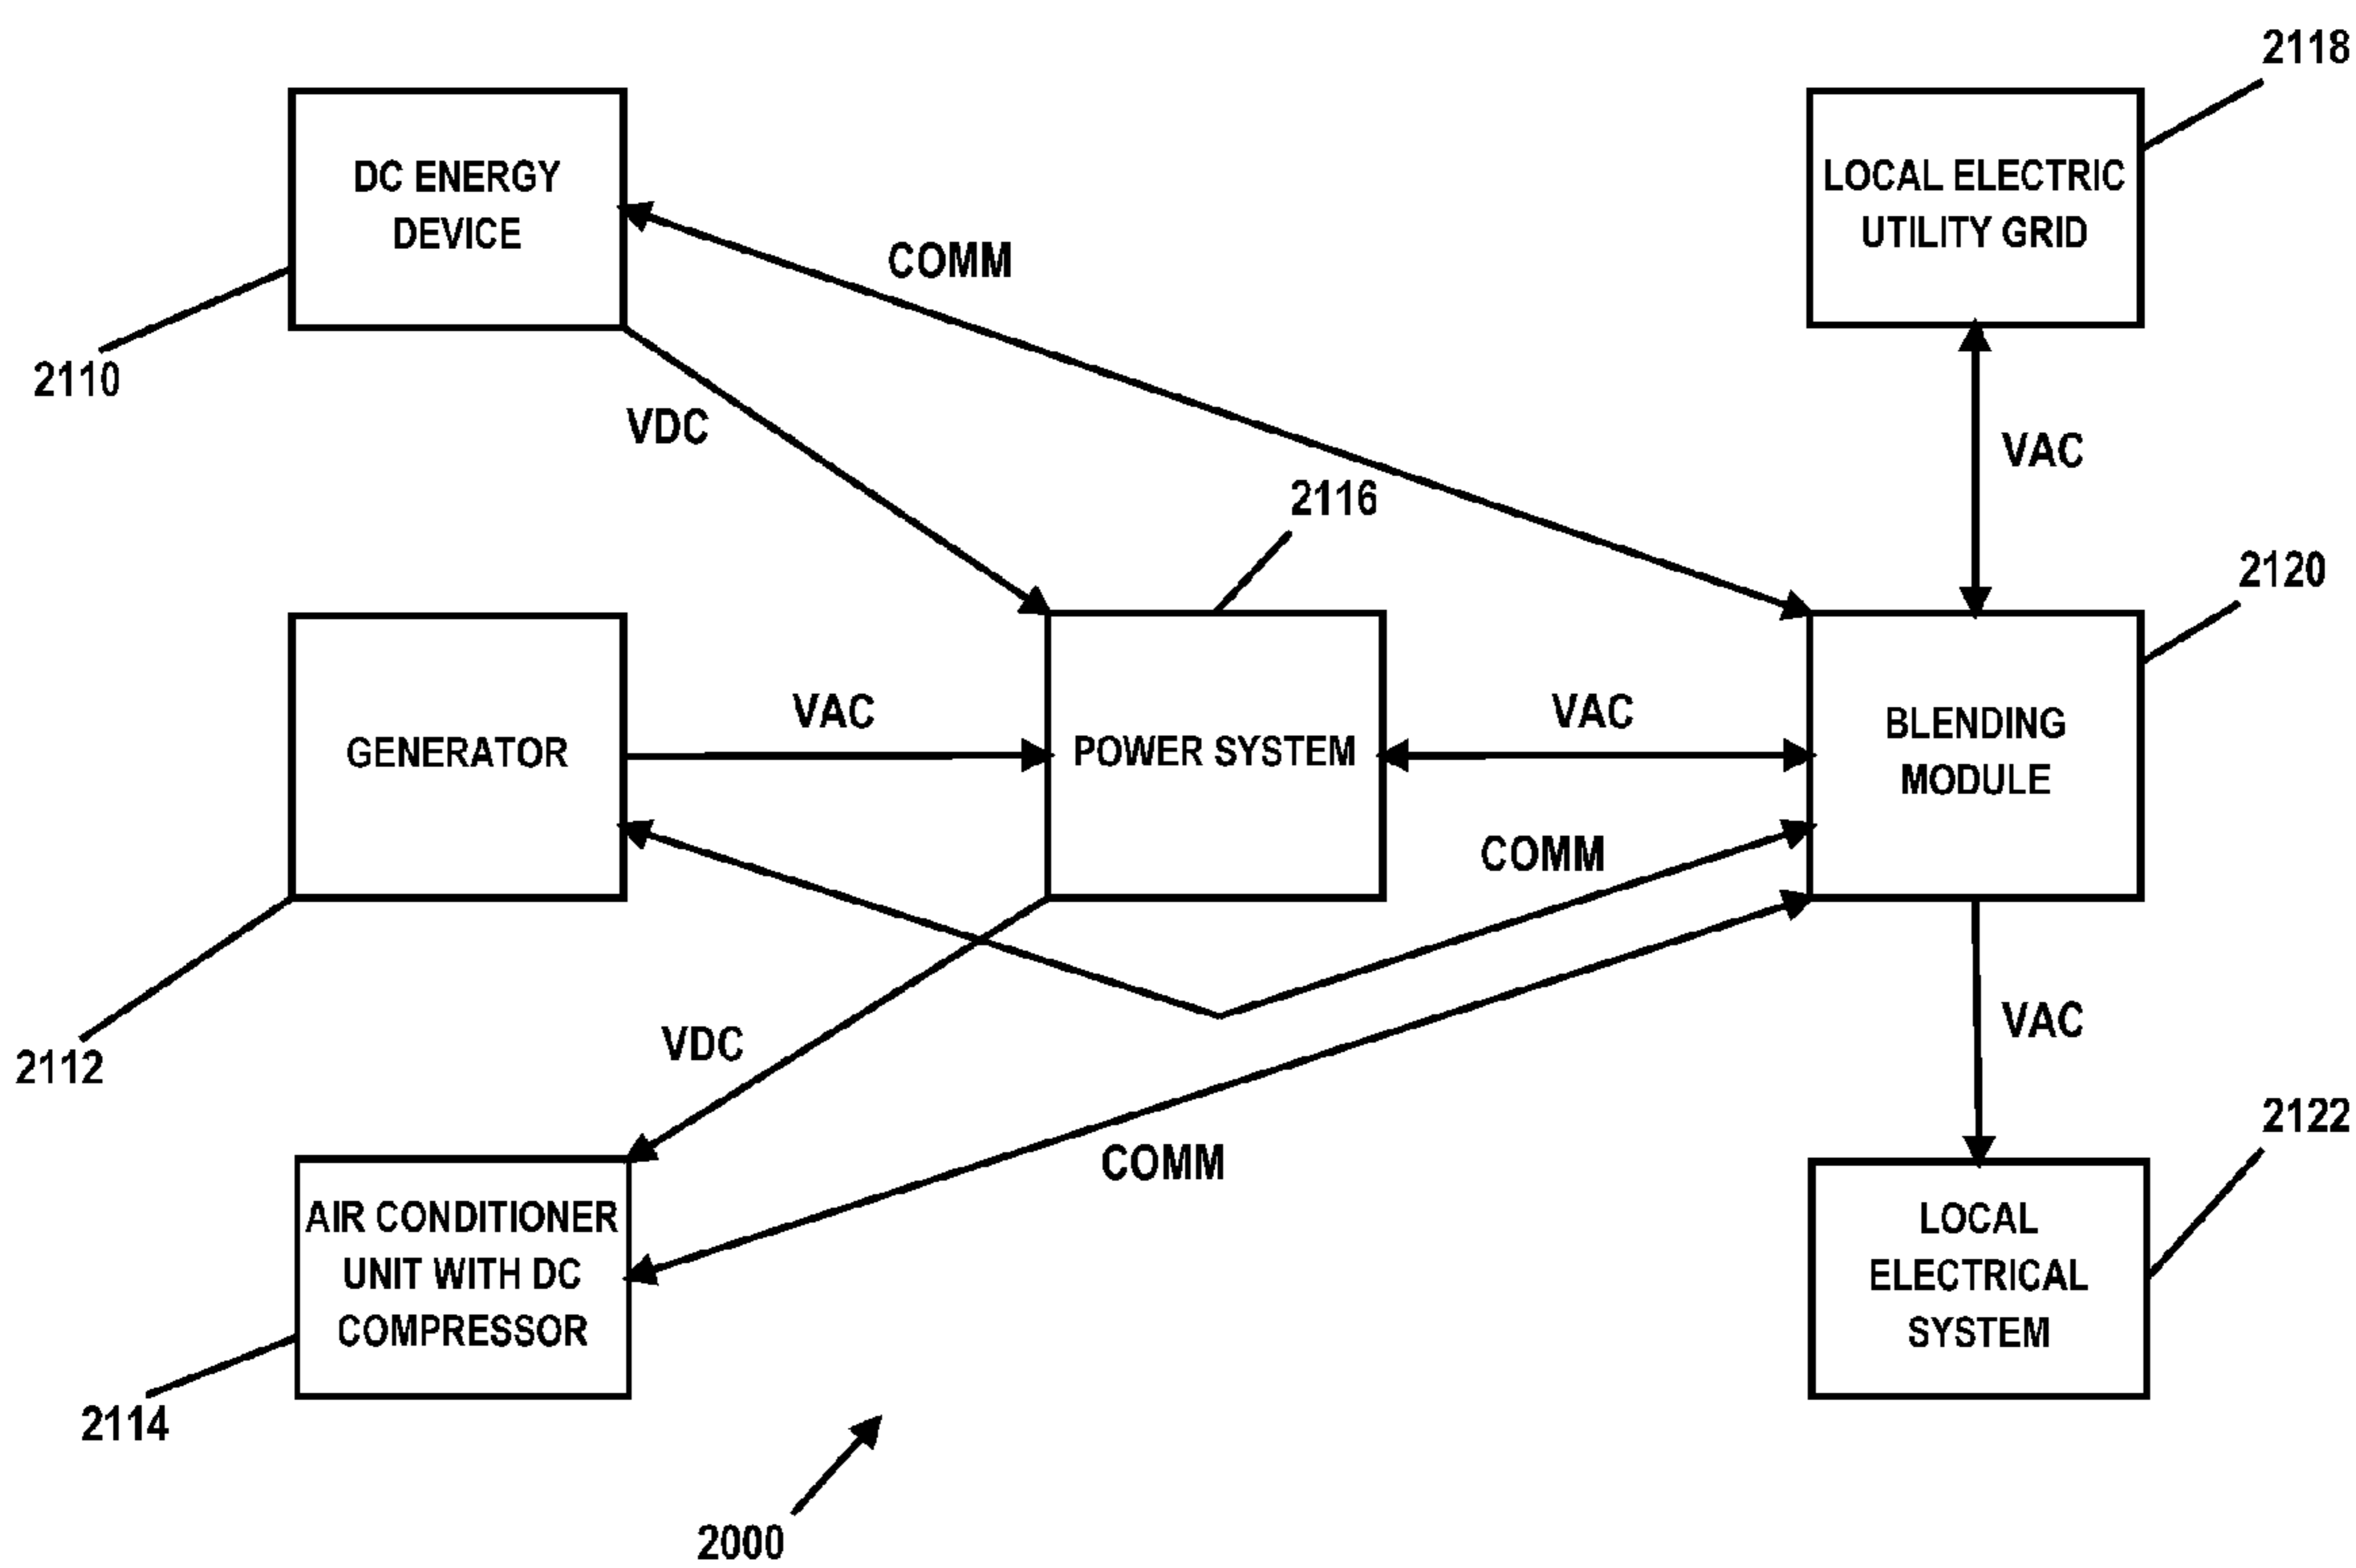 2118
DC ENERGY
DEVICE
LOCAL ELECTRIC
UTILITY GRID
COMM
2110
VDC
VAC
2116
2120
GENERATOR
VAC
POWER SYSTEM
VAC
BLENDING
MODULE
COMM
2112
VDC
VAC
COMM
2122
AIR CONDITIONER
UNIT WITH DC
COMPRESSOR
LOCAL
ELECTRICAL
SYSTEM
2114
2000